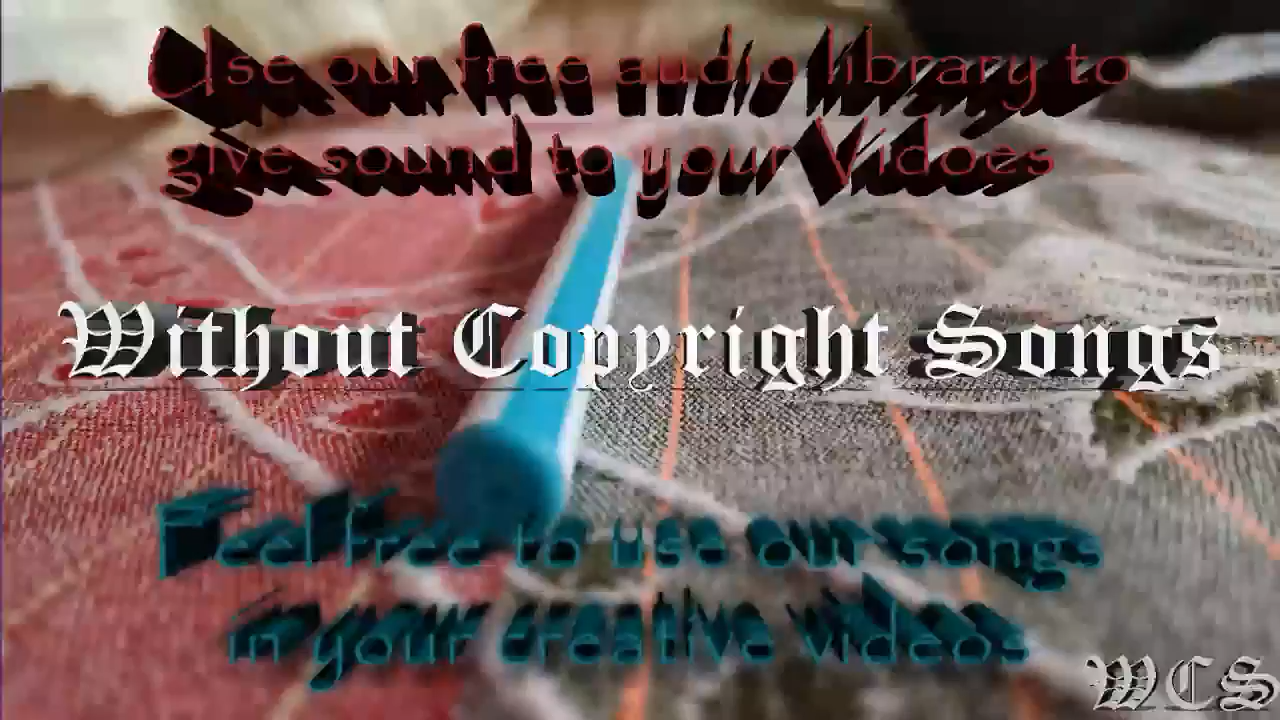 Use our free audio library to
give sound to your Vidoes
Without Copyright Songs
Feel free to use our songs
in your creative videos
WCS